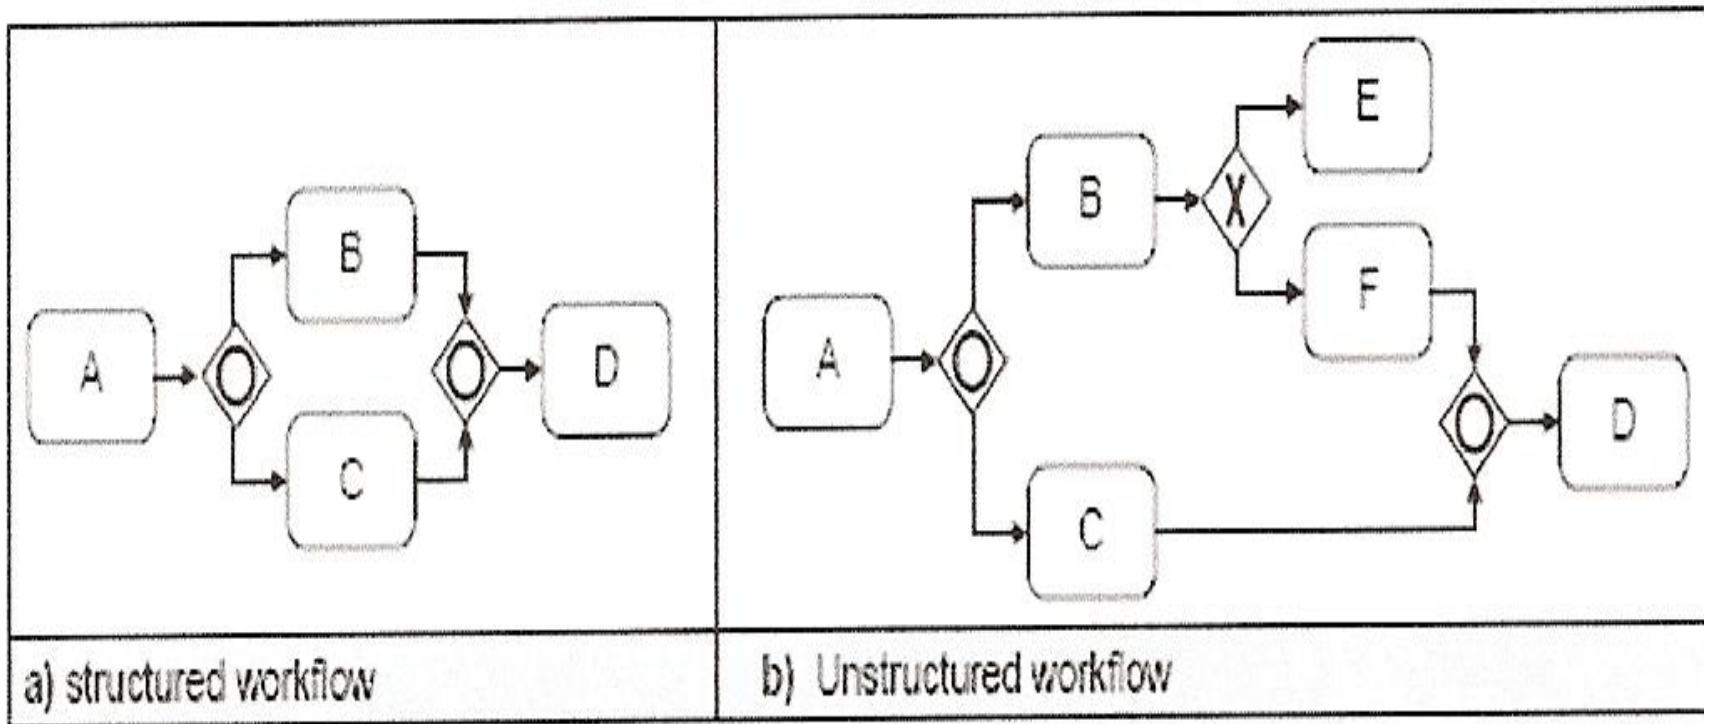 A
B
C
D
A
B
X
E
F
C
D
a) structured workflow
b) Unstructured workflow